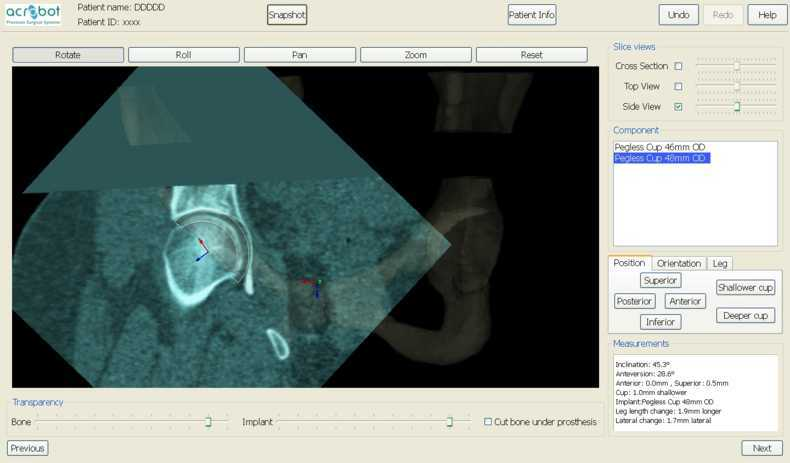 acrobot
Precision Surgical Systems
Patient name: DDDDD
Patient ID: xxxx
Snapshot
Patient Info
Undo
Redo
Help
Rotate
Roll
Pan
Zoom
Reset
Slice views
Cross Section
Top View
Side View
Component
Pegless Cup 46mm OD
Pegless Cup 48mm OD
Position
Orientation
Leg
Superior
Posterior
Anterior
Inferior
Shallower cup
Deeper cup
Measurements
Inclination: 45.3°
Anteversion: 28.6°
Anterior: 0.0mm , Superior: 0.5mm
Cup: 1.0mm shallower
Implant:Pegless Cup 48mm OD
Leg length change: 1.9mm longer
Lateral change: 1.7mm lateral
Transparency
Bone
Implant
Cut bone under prosthesis
Previous
Next